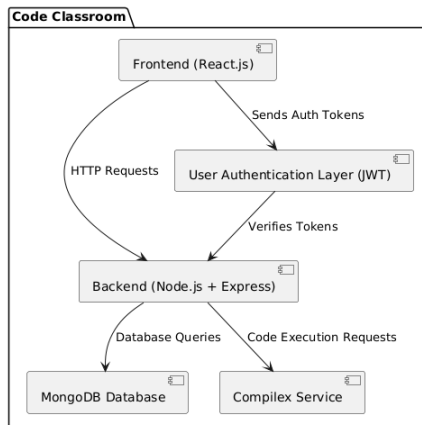 Code Classroom
Frontend (React.js)
Sends Auth Tokens
HTTP Requests
User Authentication Layer (JWT)
Verifies Tokens
Backend (Node.js + Express)
Database Queries
Code Execution Requests
MongoDB Database
Compilex Service